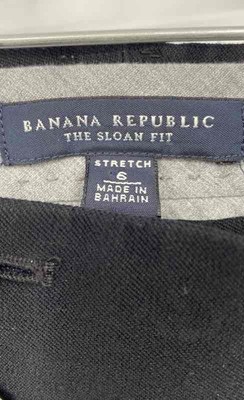 BANANA REPUBLIC
THE SLOAN FIT
STRETCH
6
MADE IN
BAHRAIN